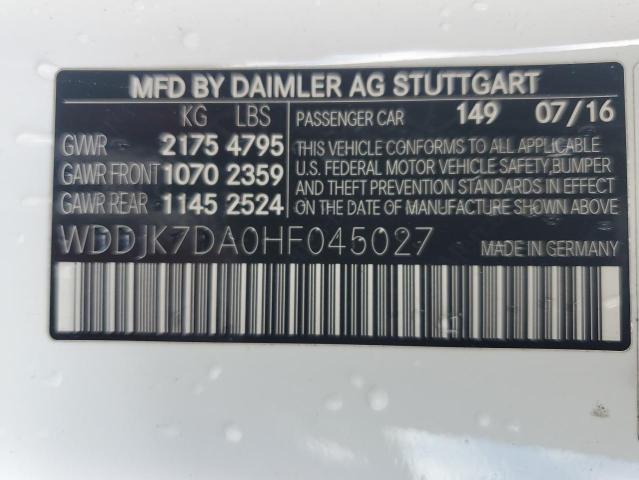 MFD BY DAIMLER AG STUTTGART
KG LBS PASSENGER CAR 149 07/16
GVWR 2175 4795 THIS VEHICLE CONFORMS TO ALL APPLICABLE
GAWR FRONT 1070 2359 U.S. FEDERAL MOTOR VEHICLE SAFETY, BUMPER
AND THEFT PREVENTION STANDARDS IN EFFECT
GAWR REAR 1145 2524 ON THE DATE OF MANUFACTURE SHOWN ABOVE
WDDJK7DA0HF045027 MADE IN GERMANY